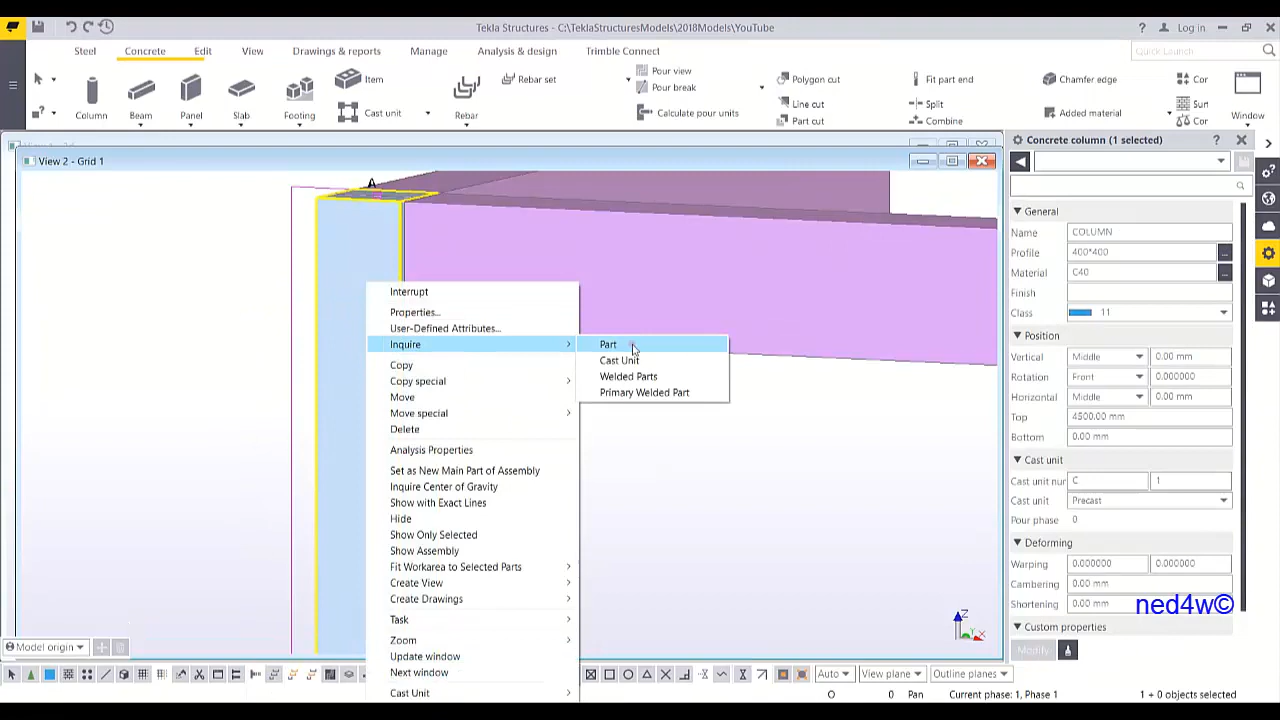 Tekla Structures - C:\TeklaStructuresModels\2018Models\YouTube
Log in
Steel Concrete Edit View Drawings & reports Manage Analysis & design Trimble Connect
Quick Launch
Column
Beam
Panel
Slab
Footing
Item
Cast unit
Rebar
Rebar set
Pour view
Pour break
Calculate pour units
Polygon cut
Line cut
Part cut
Fit part end
Split
Combine
Chamfer edge
Added material
Cor
Surf
Cor
Window
View 2 - Grid 1
A
Interrupt
Properties...
User-Defined Attributes...
Inquire
Copy
Copy special
Move
Move special
Delete
Analysis Properties
Set as New Main Part of Assembly
Inquire Center of Gravity
Show with Exact Lines
Hide
Show Only Selected
Show Assembly
Fit Workarea to Selected Parts
Create View
Create Drawings
Task
Zoom
Update window
Next window
Cast Unit
Part
Cast Unit
Welded Parts
Primary Welded Part
Concrete column (1 selected)
General
Name COLUMN
Profile 400*400
Material C40
Finish
Class 11
Position
Vertical Middle 0.00 mm
Rotation Front 0.000000
Horizontal Middle 0.00 mm
Top 4500.00 mm
Bottom 0.00 mm
Cast unit
Cast unit nur C 1
Cast unit Precast
Pour phase 0
Deforming
Warping 0.000000 0.000000
Cambering 0.00 mm
Shortening 0.00 mm
ned4w©
Custom properties
Modify
Z
Model origin
Auto
View plane
Outline planes
O 0 Pan Current phase: 1, Phase 1 1 + 0 objects selected